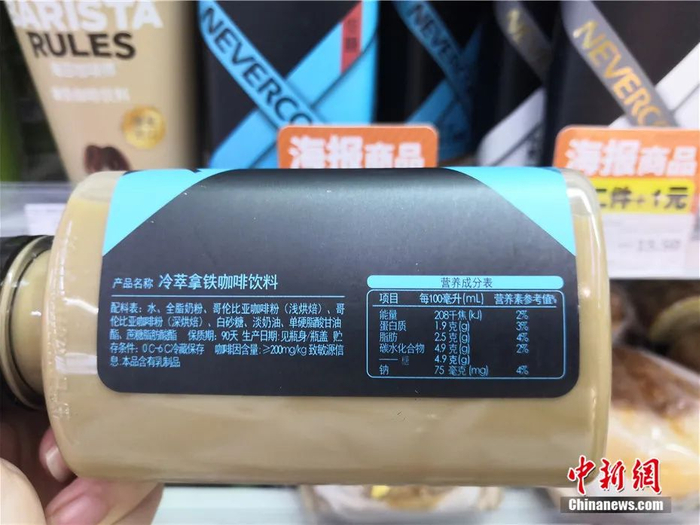 BARISTA
RULES
NEVERCO
NEVERCO
NEVERCO
海报商品
海报商品
二件+1元
产品名称 冷萃拿铁咖啡饮料
配料表：水、全脂奶粉、哥伦比亚咖啡粉（浅烘焙）、哥
伦比亚咖啡粉（深烘焙）、白砂糖、淡奶油、单硬脂酸甘油
酯、蔗糖脂肪酸酯 保质期：90天 生产日期：见瓶身/瓶盖 贮
存条件：0℃-6℃冷藏保存 咖啡因含量：≥200mg/kg 致敏源信
息：本品含有乳制品
营养成分表
项目 每100毫升(mL) 营养素参考值%
能量 208千焦(kJ) 2%
蛋白质 1.9 克(g) 3%
脂肪 2.5 克(g) 4%
碳水化合物 4.9 克(g) 2%
——糖 4.9 克(g)
钠 75 毫克(mg) 4%
中新网
Chinanews.com